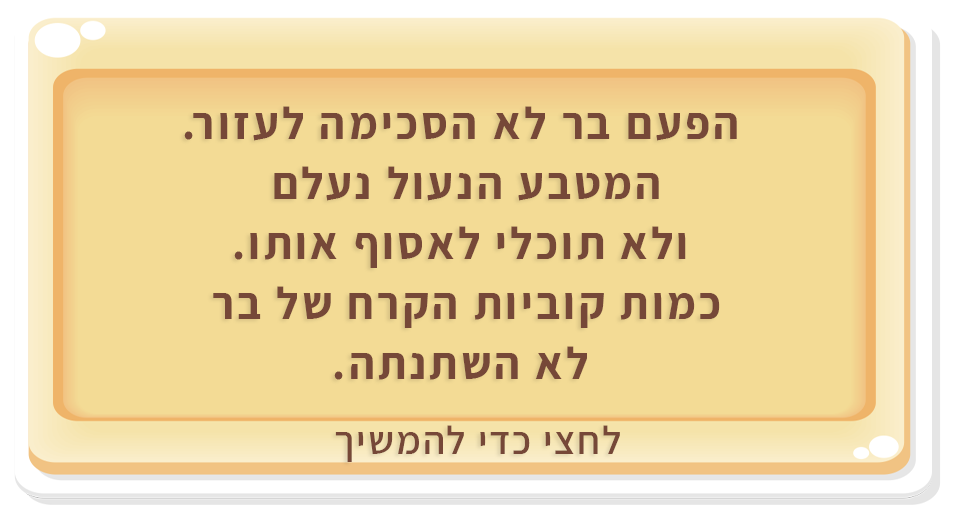 הפעם בר לא הסכימה לעזור.
המטבע הנעול נעלם
ולא תוכלי לאסוף אותו.
כמות קוביות הקרח של בר
לא השתנתה.
לחצי כדי להמשיך